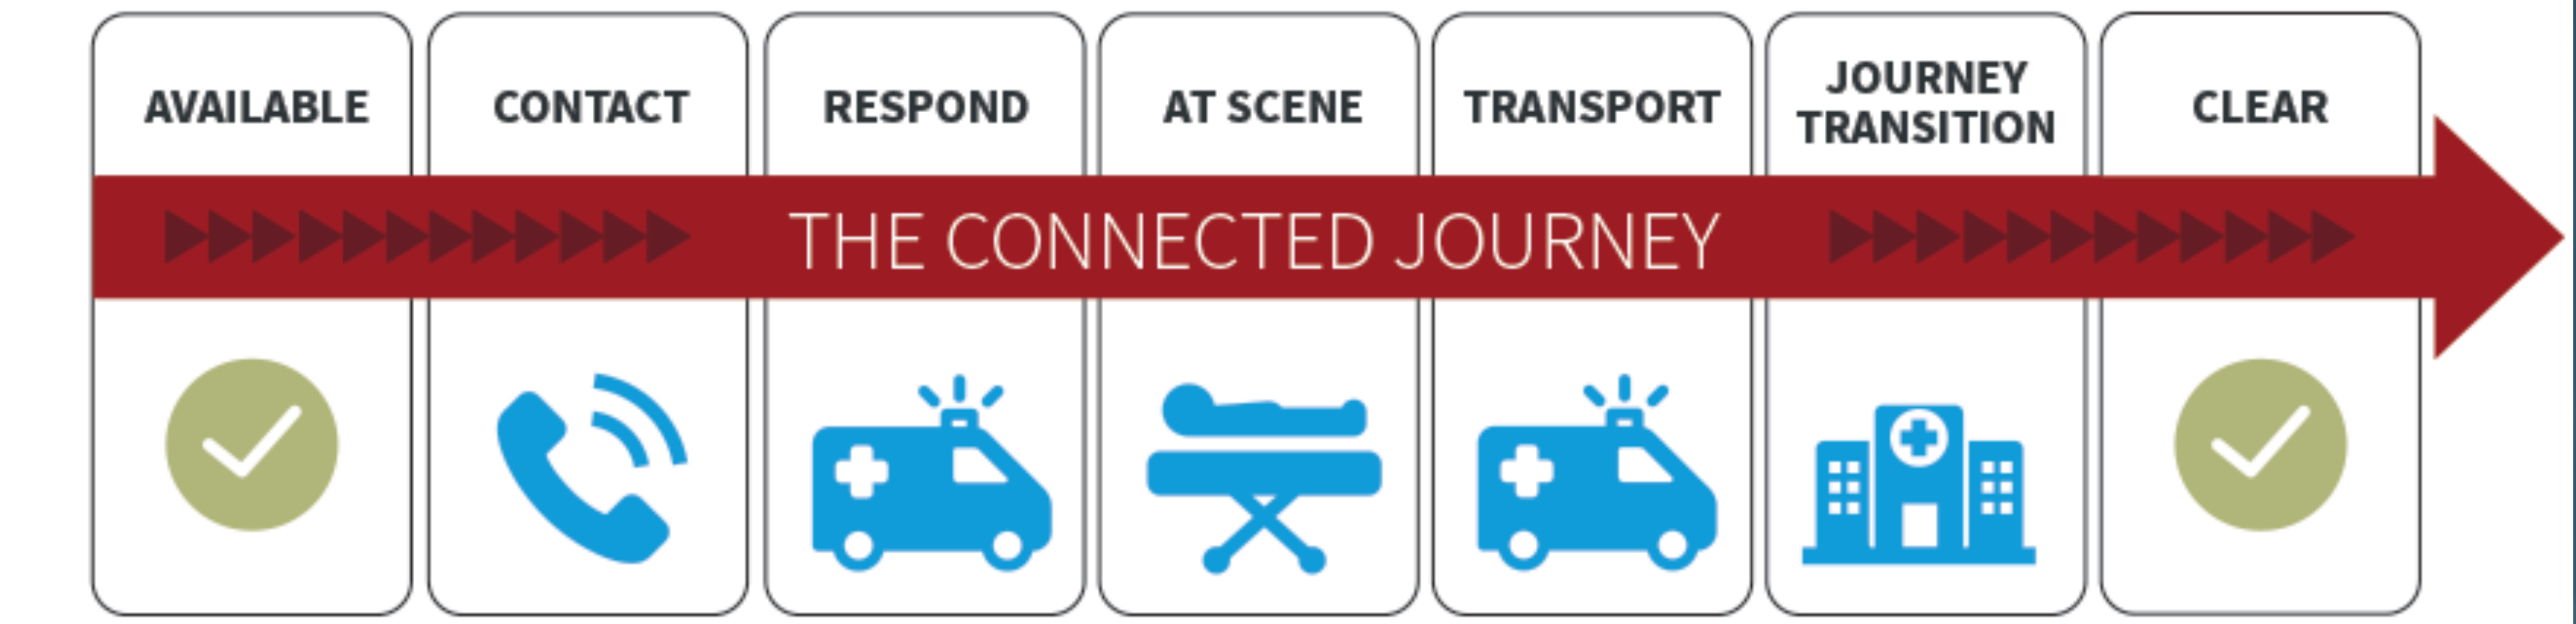 AVAILABLE
CONTACT
RESPOND
AT SCENE
TRANSPORT
JOURNEY
TRANSITION
CLEAR
THE CONNECTED JOURNEY